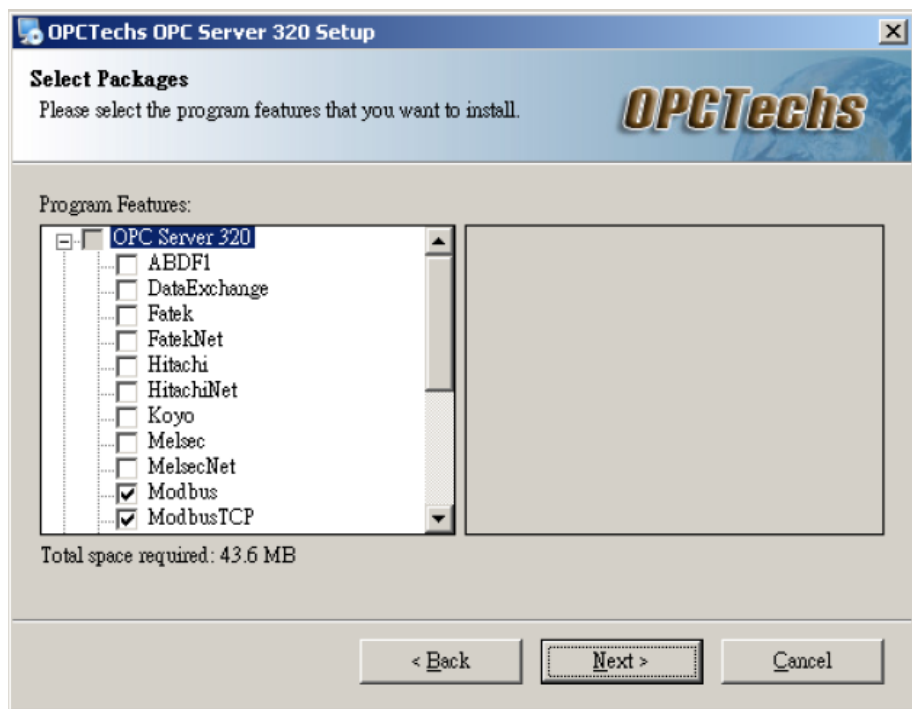 OPCTechs OPC Server 320 Setup
Select Packages
Please select the program features that you want to install.
OPCTechs
Program Features:
OPC Server 320
ABDF1
DataExchange
Fatek
FatekNet
Hitachi
HitachiNet
Koyo
Melsec
MelsecNet
Modbus
ModbusTCP
Total space required: 43.6 MB
< Back
Next >
Cancel